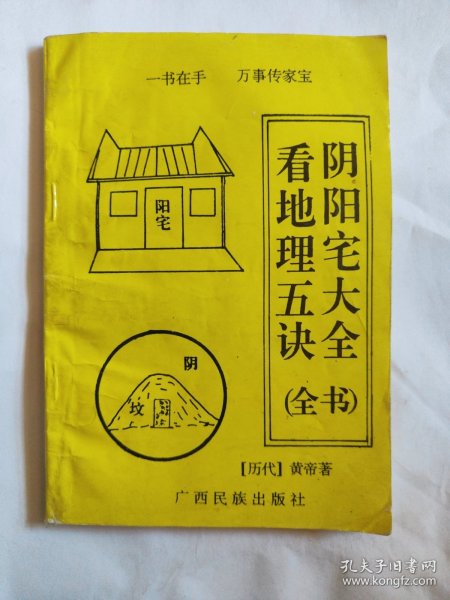 一书在手 万事传家宝
阴阳宅大全
看地理五诀
(全书)
阳宅
阴
坟
[历代] 黄帝著
广西民族出版社
孔夫子旧书网
www.kongfz.com